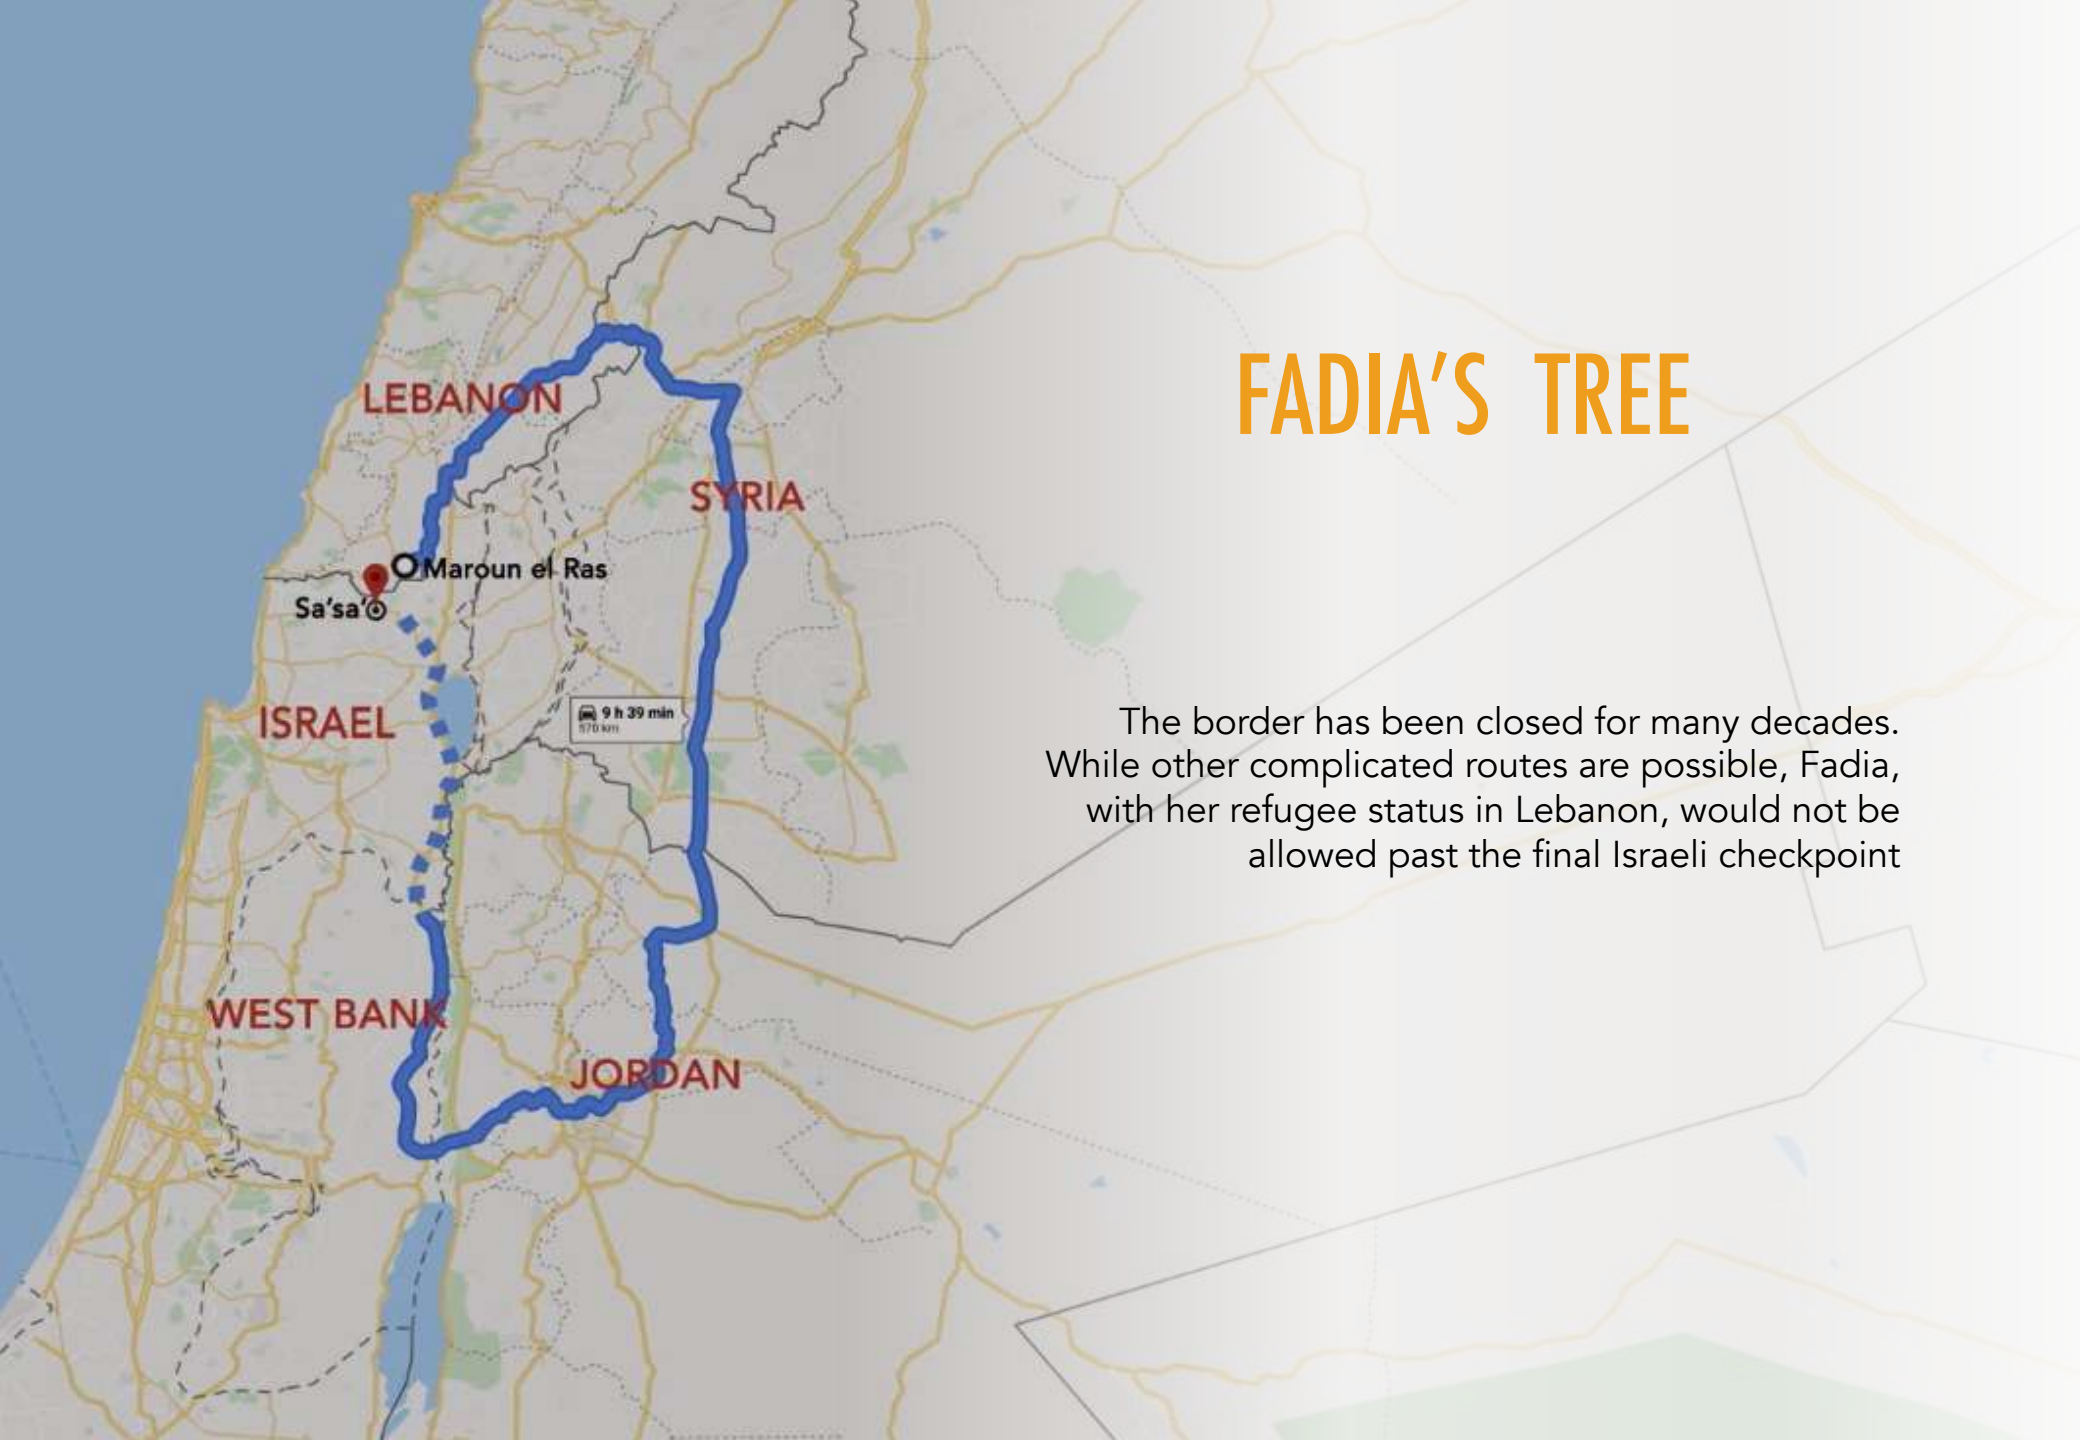 FADIA’S TREE
LEBANON
SYRIA
Maroun el Ras
Sa’sa’
ISRAEL
9 h 39 min
570 km
The border has been closed for many decades.
While other complicated routes are possible, Fadia,
with her refugee status in Lebanon, would not be
allowed past the final Israeli checkpoint
WEST BANK
JORDAN